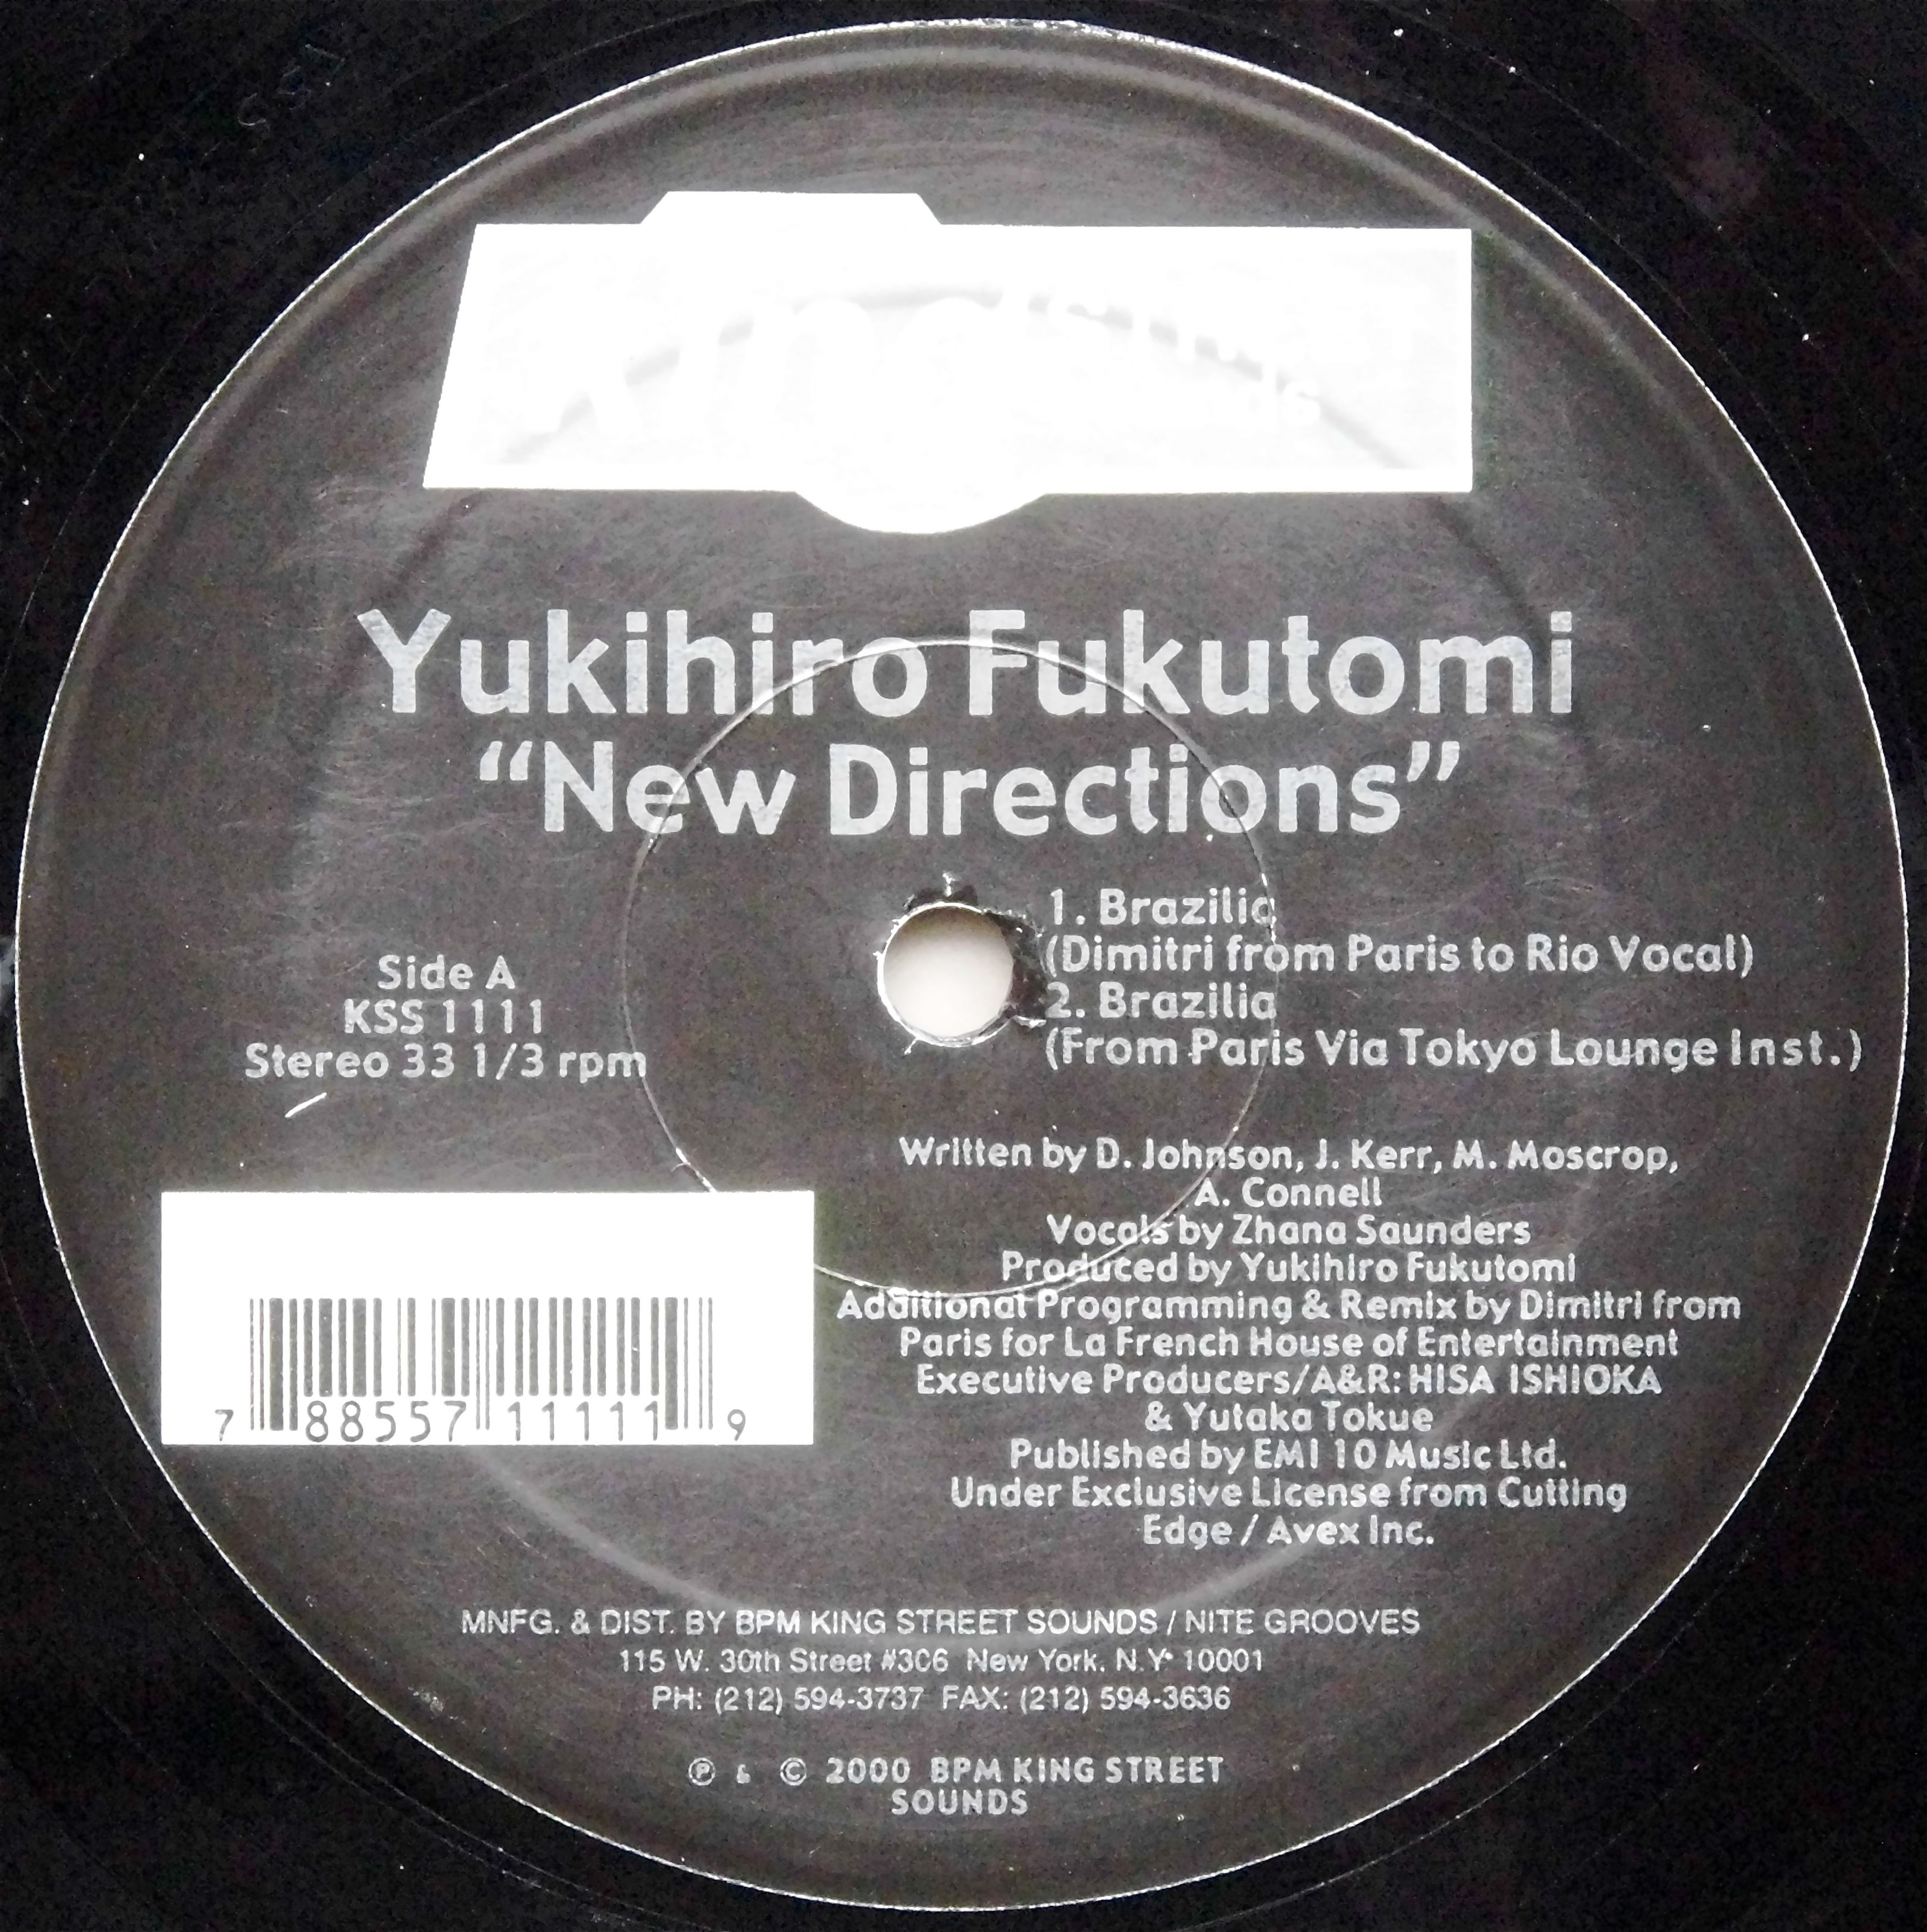 Yukihiro Fukutomi
“New Directions”
1. Brazilia
(Dimitri from Paris to Rio Vocal)
2. Brazilia
(From Paris Via Tokyo Lounge Inst.)
Side A
KSS 1111
Stereo 33 1/3 rpm
Written by D. Johnson, J. Kerr, M. Moscrop,
A. Connell
Vocals by Zhana Saunders
Produced by Yukihiro Fukutomi
Additional Programming & Remix by Dimitri from
Paris for La French House of Entertainment
Executive Producers/A&R: HISA ISHIOKA
& Yutaka Tokue
Published by EMI 10 Music Ltd.
Under Exclusive License from Cutting
Edge / Avex Inc.
7 88557 11111 9
MNFG. & DIST. BY BPM KING STREET SOUNDS / NITE GROOVES
115 W. 30th Street #306 New York, N.Y. 10001
PH: (212) 594-3737 FAX: (212) 594-3636
℗ & © 2000 BPM KING STREET
SOUNDS